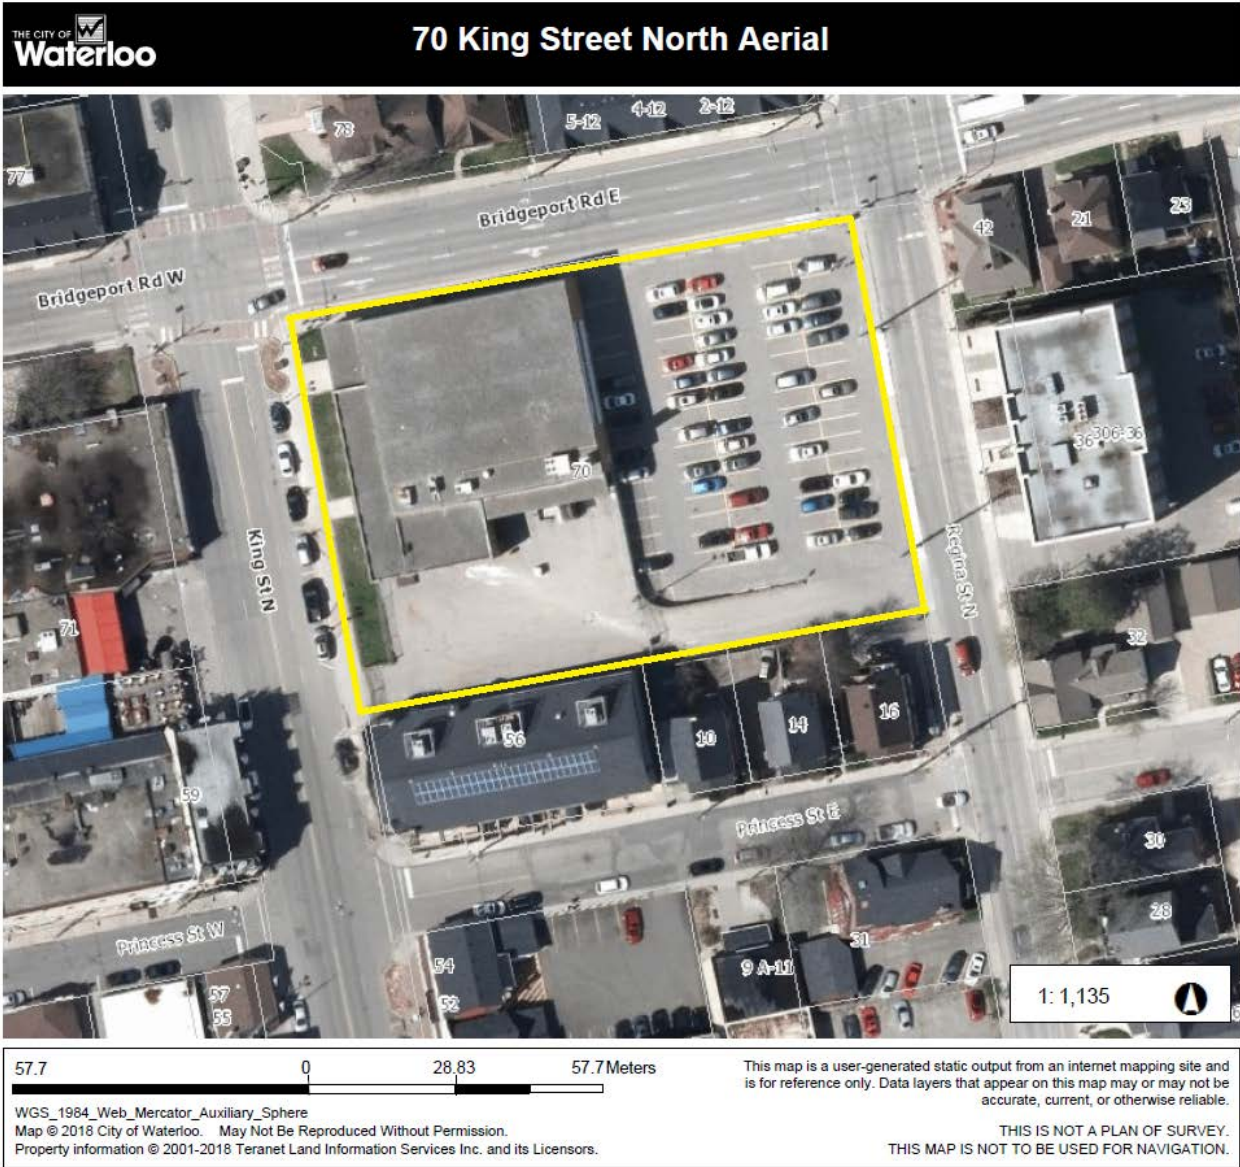 THE CITY OF
Waterloo
70 King Street North Aerial
78
5-12
4-12
2-12
77
Bridgeport Rd E
Bridgeport Rd W
42
21
23
70
36
306-36
King St N
Regina St N
71
32
56
10
14
16
59
Princess St E
30
28
Princess St W
54
52
57
55
9 A-11
31
1: 1,135
57.7
0
28.83
57.7 Meters
WGS_1984_Web_Mercator_Auxiliary_Sphere
Map © 2018 City of Waterloo. May Not Be Reproduced Without Permission.
Property information © 2001-2018 Teranet Land Information Services Inc. and its Licensors.
This map is a user-generated static output from an internet mapping site and
is for reference only. Data layers that appear on this map may or may not be
accurate, current, or otherwise reliable.
THIS IS NOT A PLAN OF SURVEY.
THIS MAP IS NOT TO BE USED FOR NAVIGATION.